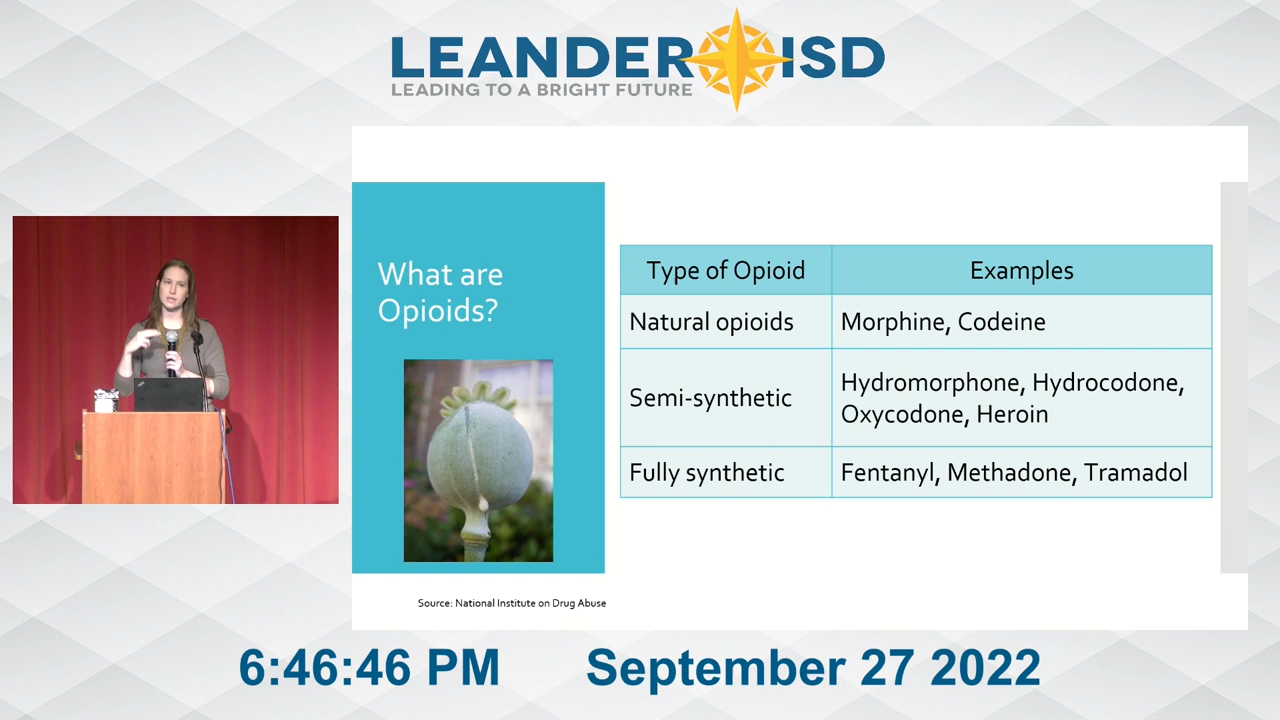 LEANDER ISD
LEADING TO A BRIGHT FUTURE
What are
Opioids?
Type of Opioid
Examples
Natural opioids
Morphine, Codeine
Semi-synthetic
Hydromorphone, Hydrocodone,
Oxycodone, Heroin
Fully synthetic
Fentanyl, Methadone, Tramadol
Source: National Institute on Drug Abuse
6:46:46 PM
September 27 2022